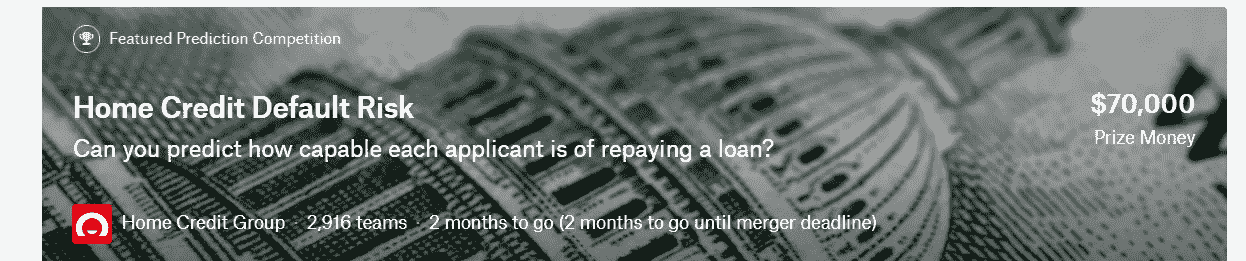 Featured Prediction Competition
Home Credit Default Risk
$70,000
Can you predict how capable each applicant is of repaying a loan?
Prize Money
Home Credit Group · 2,916 teams · 2 months to go (2 months to go until merger deadline)